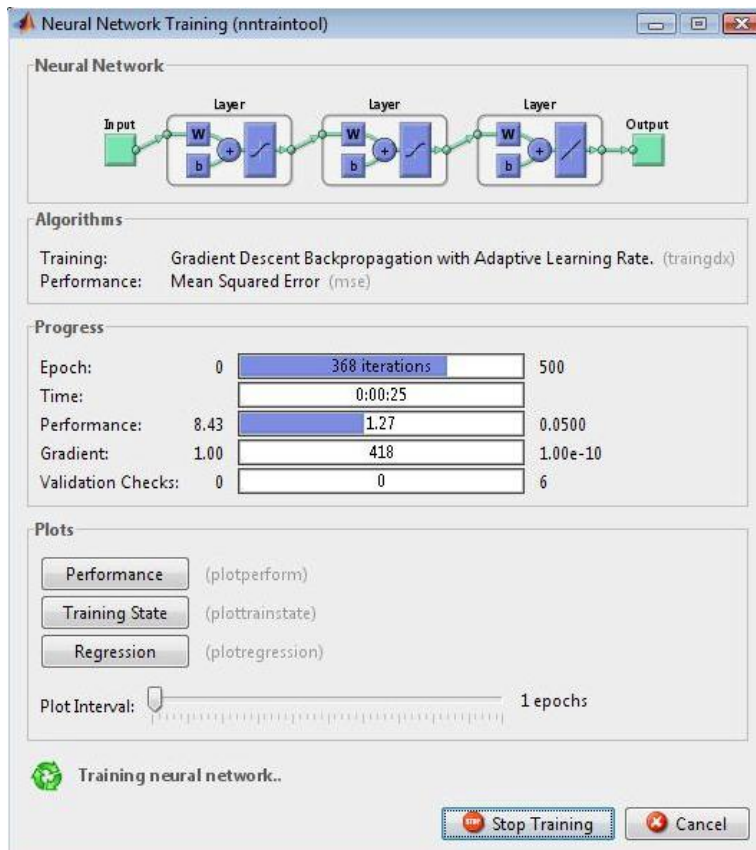 Neural Network Training (nntraintool)
Neural Network
Layer Layer Layer
Input Output
W W W
+ + +
b b b
Algorithms
Training: Gradient Descent Backpropagation with Adaptive Learning Rate. (traingdx)
Performance: Mean Squared Error (mse)
Progress
Epoch: 0 368 iterations 500
Time: 0:00:25
Performance: 8.43 1.27 0.0500
Gradient: 1.00 418 1.00e-10
Validation Checks: 0 0 6
Plots
Performance (plotperform)
Training State (plottrainstate)
Regression (plotregression)
Plot Interval: 1 epochs
Training neural network..
STOP Stop Training Cancel